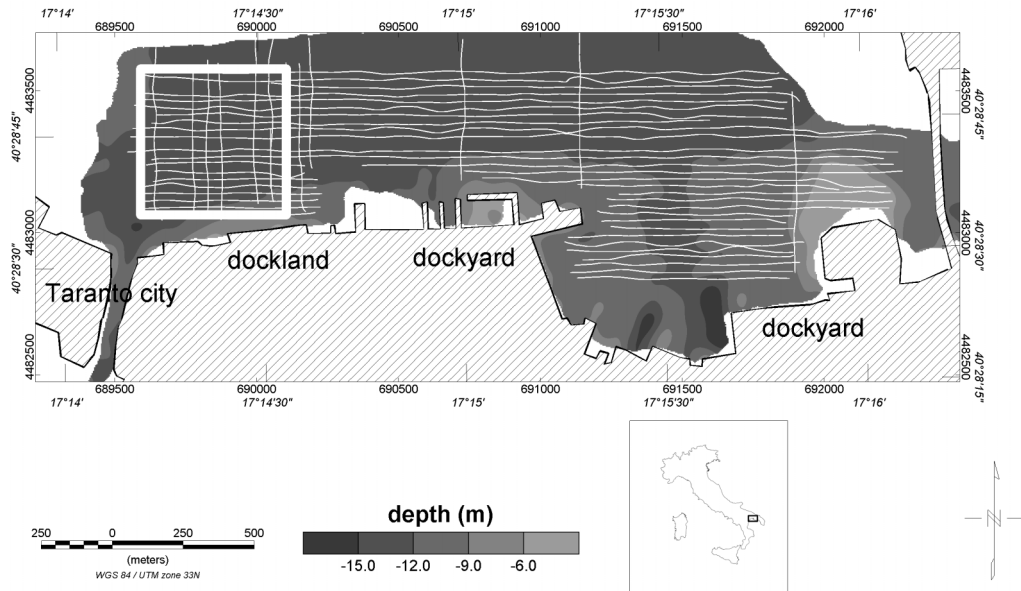 17°14' 17°14'30" 17°15' 17°15'30" 17°16'
689500 690000 690500 691000 691500 692000
4483500 4483500
40°28'45" 40°28'45"
4483000 4483000
40°28'30" 40°28'30"
dockland dockyard
Taranto city
dockyard
4482500 4482500
40°28'15"
689500 690000 690500 691000 691500 692000
17°14' 17°14'30" 17°15' 17°15'30" 17°16'
depth (m)
-15.0 -12.0 -9.0 -6.0
250 0 250 500
(meters)
WGS 84 / UTM zone 33N
N